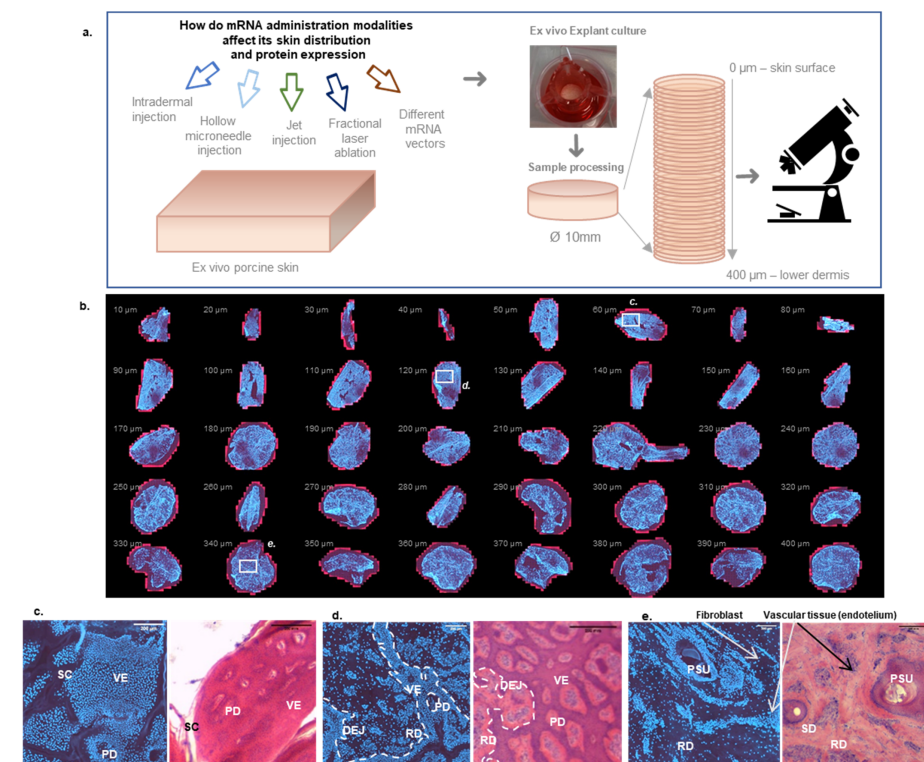 a.
How do mRNA administration modalities
affect its skin distribution
and protein expression
Intradermal
injection
Hollow
microneedle
injection
Jet
injection
Fractional
laser
ablation
Different
mRNA
vectors
Ex vivo porcine skin
Ex vivo Explant culture
Sample processing
Ø 10mm
0 µm – skin surface
400 µm – lower dermis
b.
10 µm 20 µm 30 µm 40 µm 50 µm 60 µm c. 70 µm 80 µm
90 µm 100 µm 110 µm 120 µm d. 130 µm 140 µm 150 µm 160 µm
170 µm 180 µm 190 µm 200 µm 210 µm 220 µm 230 µm 240 µm
250 µm 260 µm 270 µm 280 µm 290 µm 300 µm 310 µm 320 µm
330 µm 340 µm e. 350 µm 360 µm 370 µm 380 µm 390 µm 400 µm
c.
SC
VE
PD
SC
PD
VE
d.
VE
PD
DEJ
RD
DEJ
VE
PD
RD
e.
Fibroblast
Vascular tissue (endotelium)
PSU
RD
PSU
SD
RD